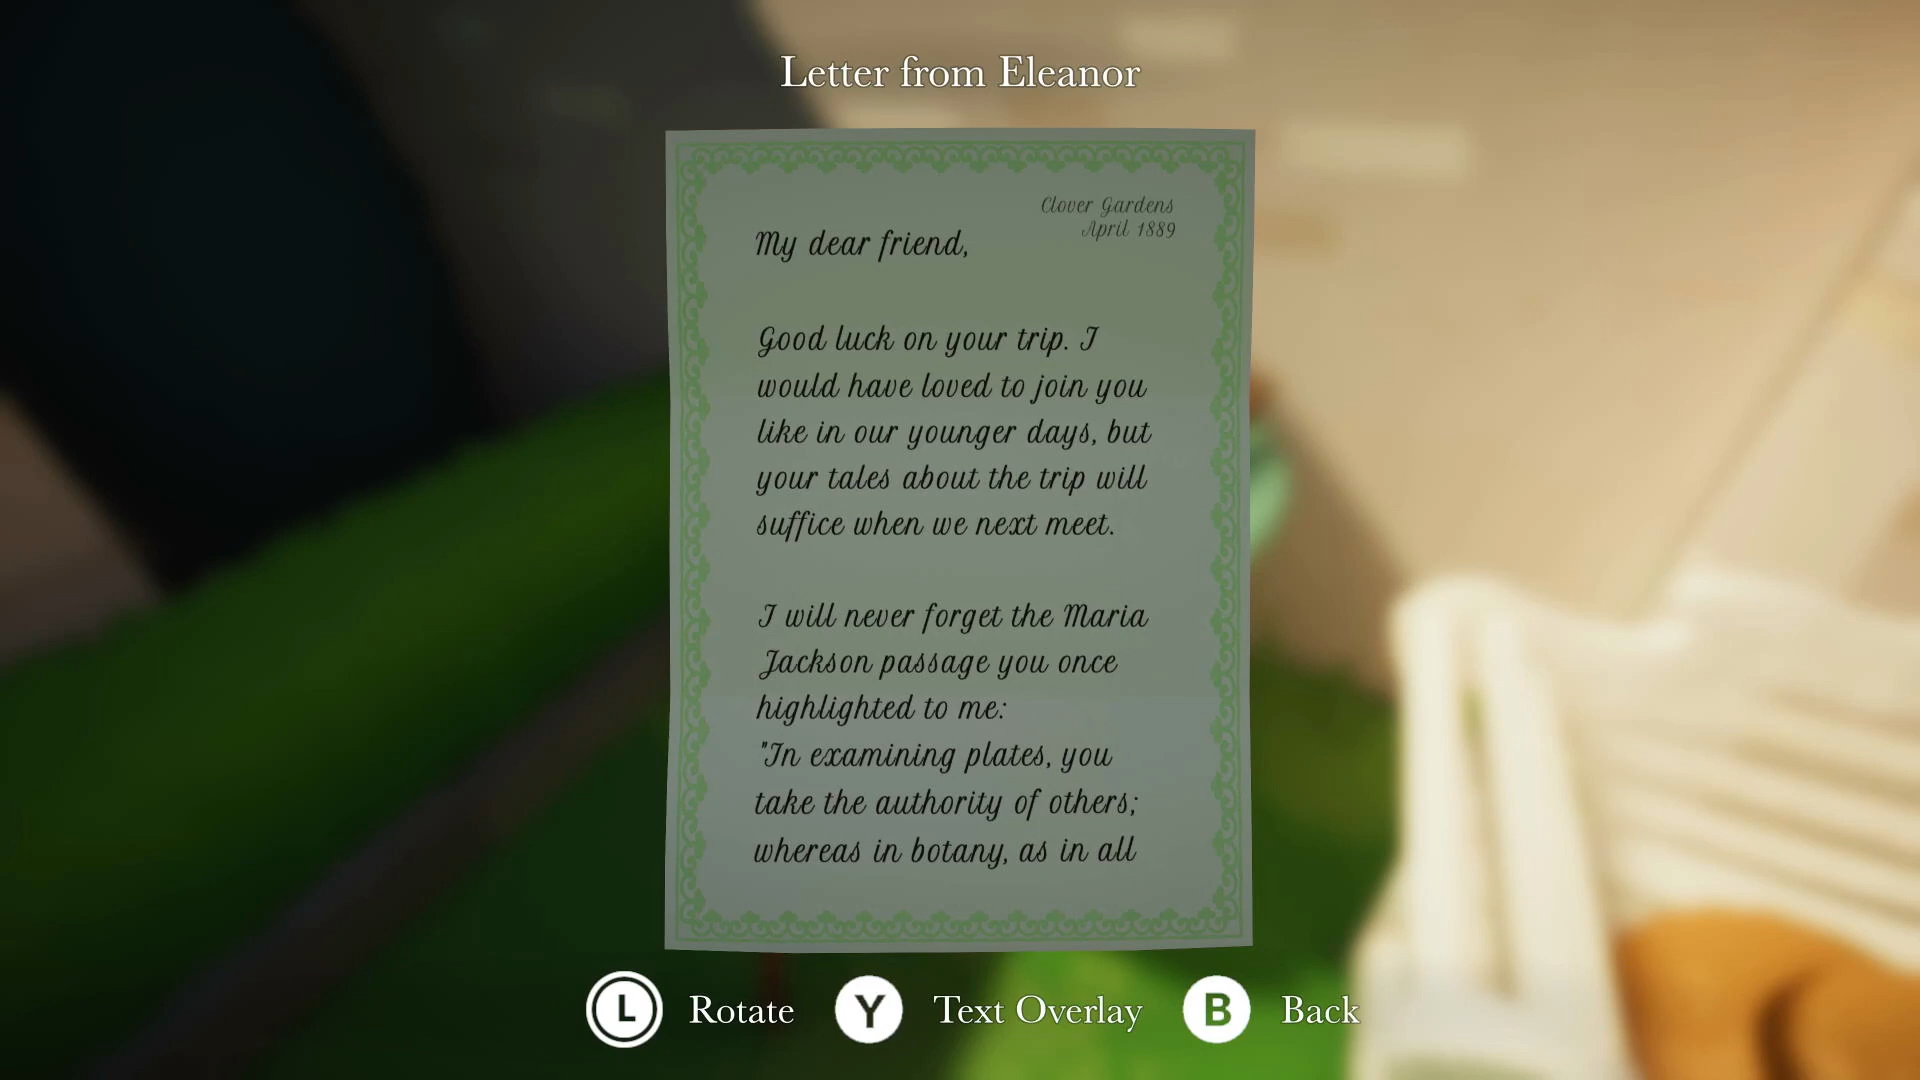 Letter from Eleanor
Clover Gardens
April 1889
My dear friend,
Good luck on your trip. I
would have loved to join you
like in our younger days, but
your tales about the trip will
suffice when we next meet.
I will never forget the Maria
Jackson passage you once
highlighted to me:
"In examining plates, you
take the authority of others;
whereas in botany, as in all
L Rotate Y Text Overlay B Back